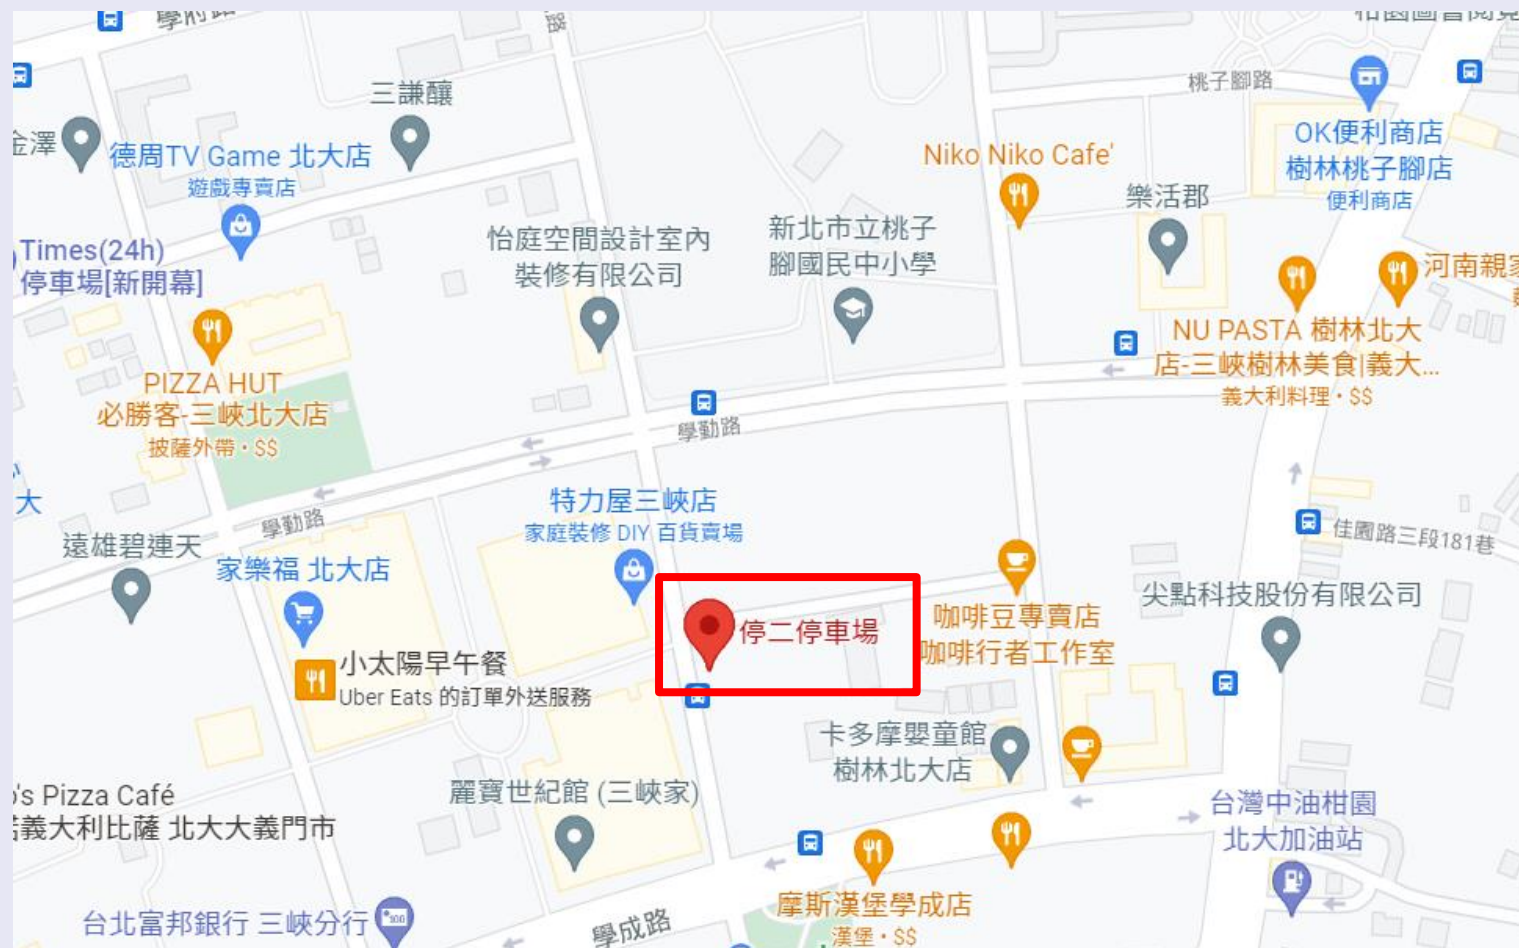 三謙釀
桃子腳路
金澤
德周TV Game 北大店
遊戲專賣店
Niko Niko Cafe'
OK便利商店
樹林桃子腳店
便利商店
樂活郡
Times(24h)
停車場[新開幕]
怡庭空間設計室內
裝修有限公司
新北市立桃子
腳國民中小學
NU PASTA 樹林北大
店-三峽樹林美食|義大...
義大利料理・$$
PIZZA HUT
必勝客-三峽北大店
披薩外帶・$$
學勤路
大
學勤路
特力屋三峽店
家庭裝修 DIY 百貨賣場
佳園路三段181巷
遠雄碧連天
家樂福 北大店
停二停車場
咖啡豆專賣店
咖啡行者工作室
尖點科技股份有限公司
小太陽早午餐
Uber Eats 的訂單外送服務
卡多摩嬰童館
樹林北大店
麗寶世紀館 (三峽家)
's Pizza Café
義大利比薩 北大大義門市
台灣中油柑園
北大加油站
台北富邦銀行 三峽分行
學成路
摩斯漢堡學成店
漢堡・$$